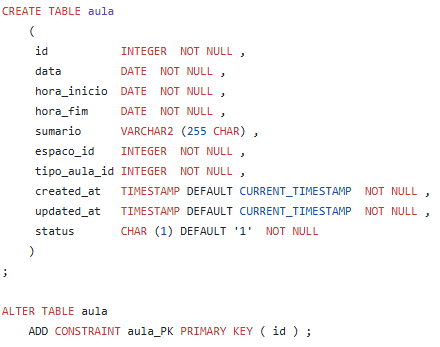 CREATE TABLE aula
(
id INTEGER NOT NULL ,
data DATE NOT NULL ,
hora_inicio DATE NOT NULL ,
hora_fim DATE NOT NULL ,
sumario VARCHAR2 (255 CHAR) ,
espaco_id INTEGER NOT NULL ,
tipo_aula_id INTEGER NOT NULL ,
created_at TIMESTAMP DEFAULT CURRENT_TIMESTAMP NOT NULL ,
updated_at TIMESTAMP DEFAULT CURRENT_TIMESTAMP NOT NULL ,
status CHAR (1) DEFAULT '1' NOT NULL
)
;
ALTER TABLE aula
ADD CONSTRAINT aula_PK PRIMARY KEY ( id ) ;